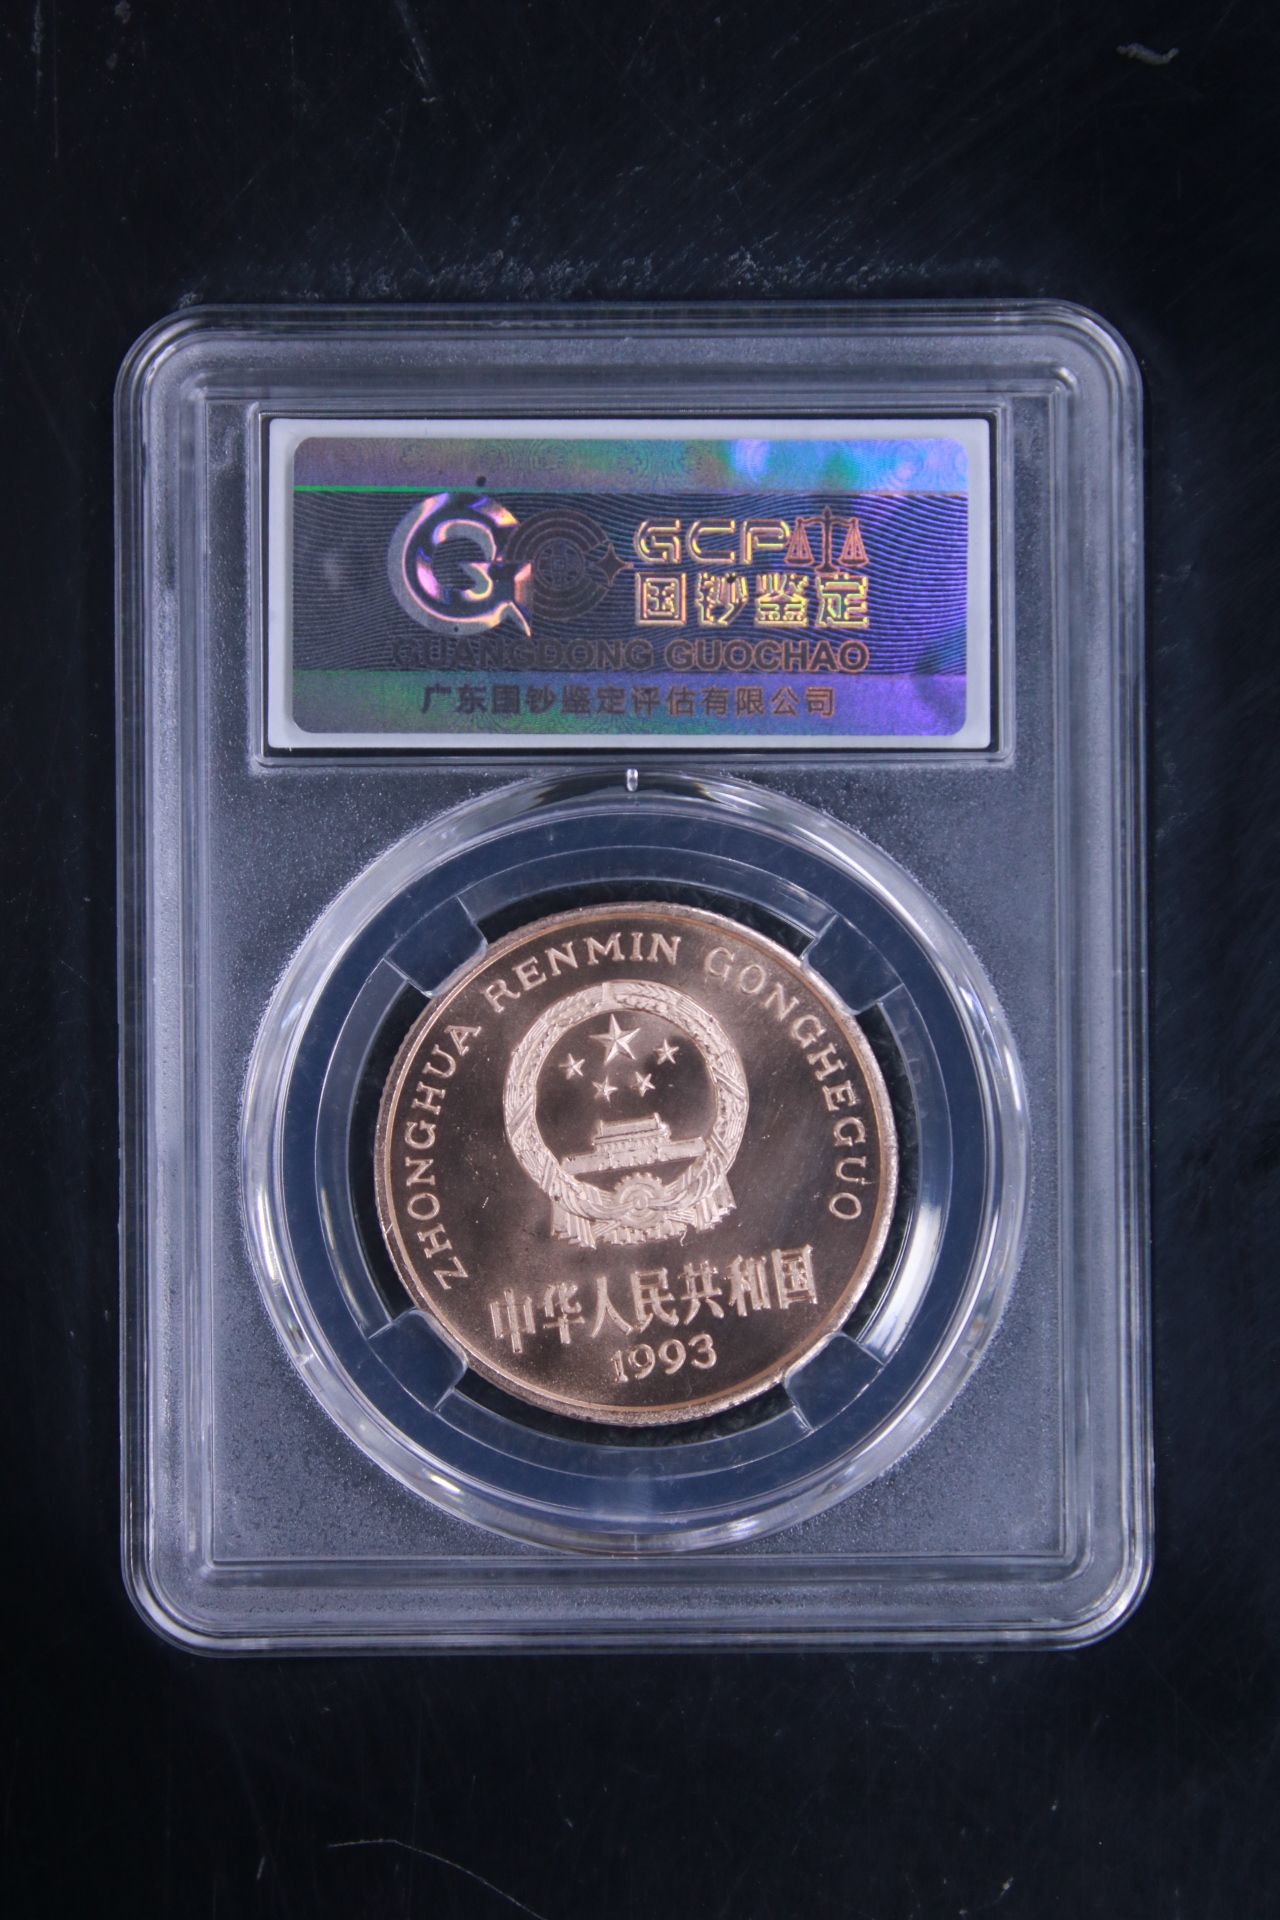 GCP
国钞鉴定
GUANGDONG GUOCHAO
广东国钞鉴定评估有限公司
ZHONGHUA RENMIN GONGHEGUO
中华人民共和国
1993